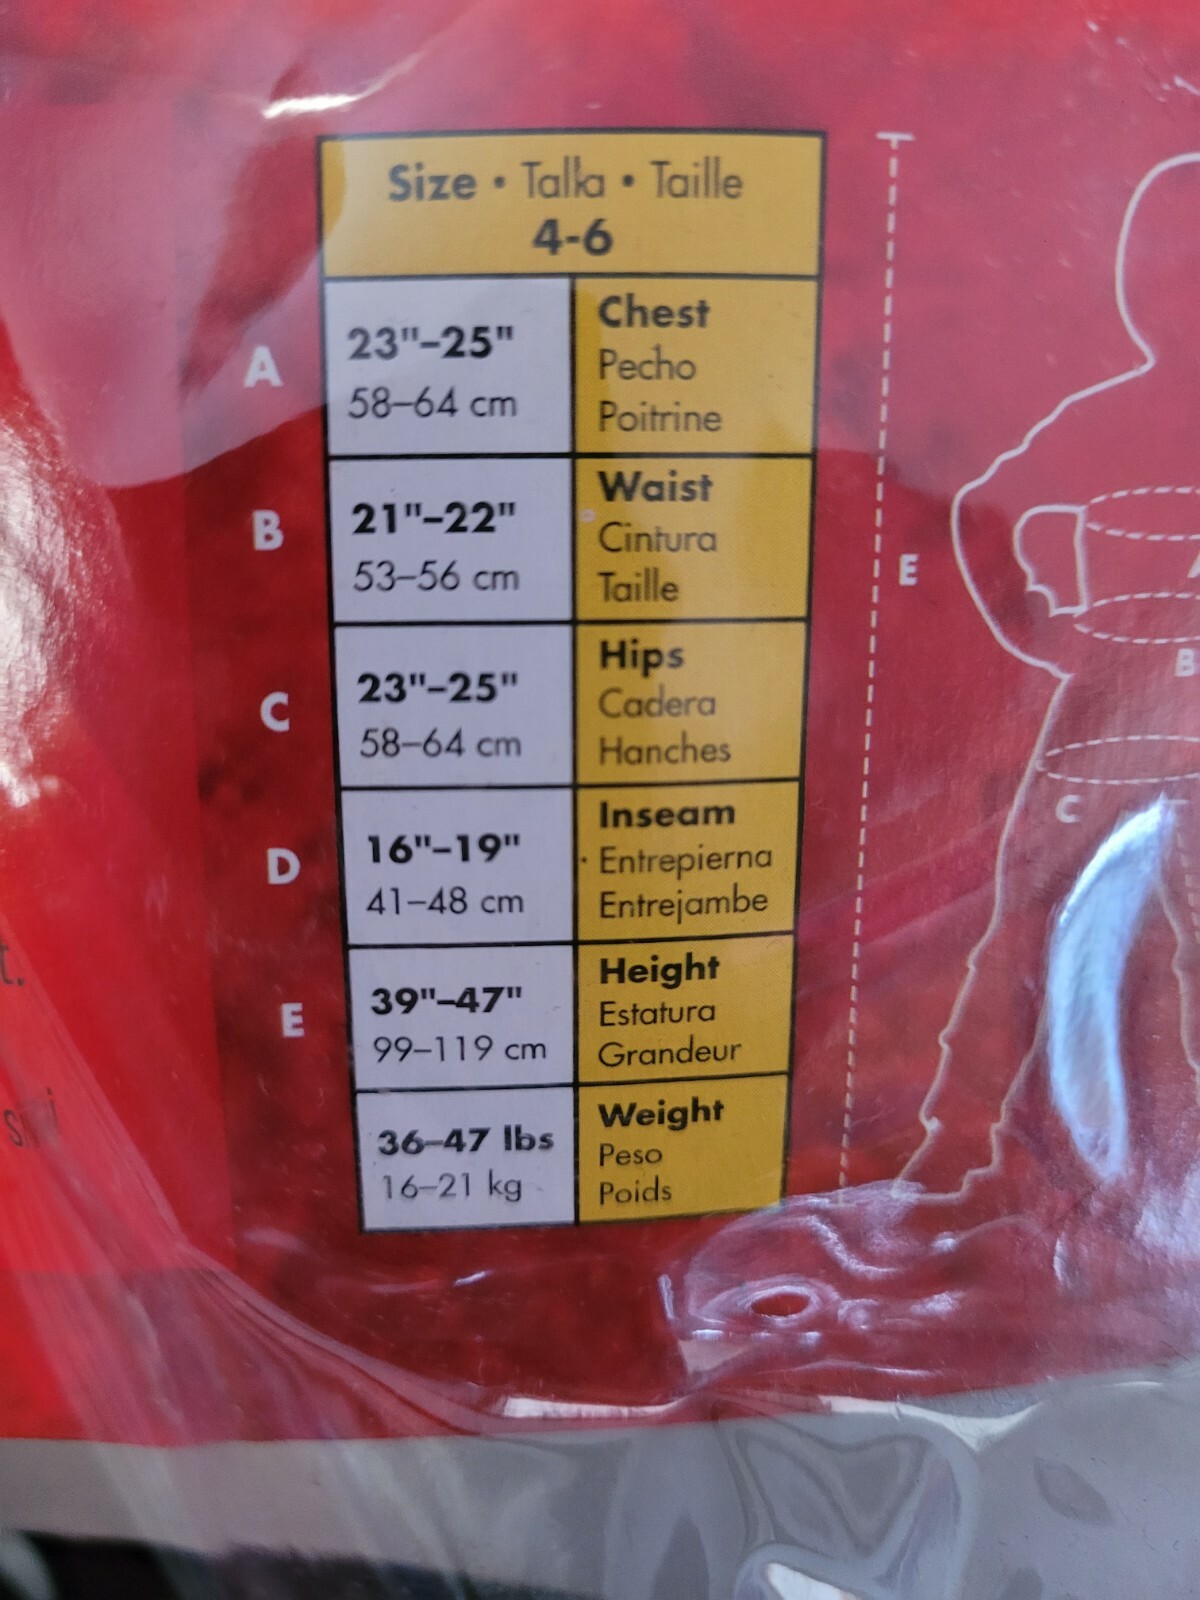 Size • Talla • Taille
4-6
A
23"–25"
58–64 cm
Chest
Pecho
Poitrine
B
21"–22"
53–56 cm
Waist
Cintura
Taille
C
23"–25"
58–64 cm
Hips
Cadera
Hanches
D
16"–19"
41–48 cm
Inseam
Entrepierna
Entrejambe
E
39"–47"
99–119 cm
Height
Estatura
Grandeur
36–47 lbs
16–21 kg
Weight
Peso
Poids
E
B
C